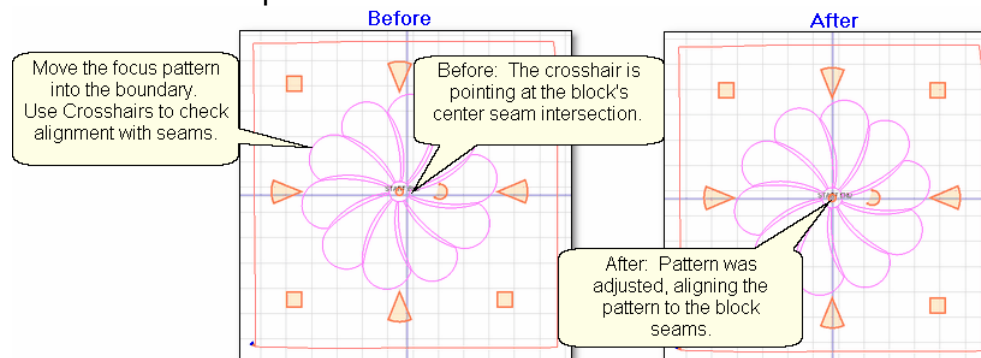 Before
After
Move the focus pattern
into the boundary.
Use Crosshairs to check
alignment with seams.
Before: The crosshair is
pointing at the block's
center seam intersection.
After: Pattern was
adjusted, aligning the
pattern to the block
seams.